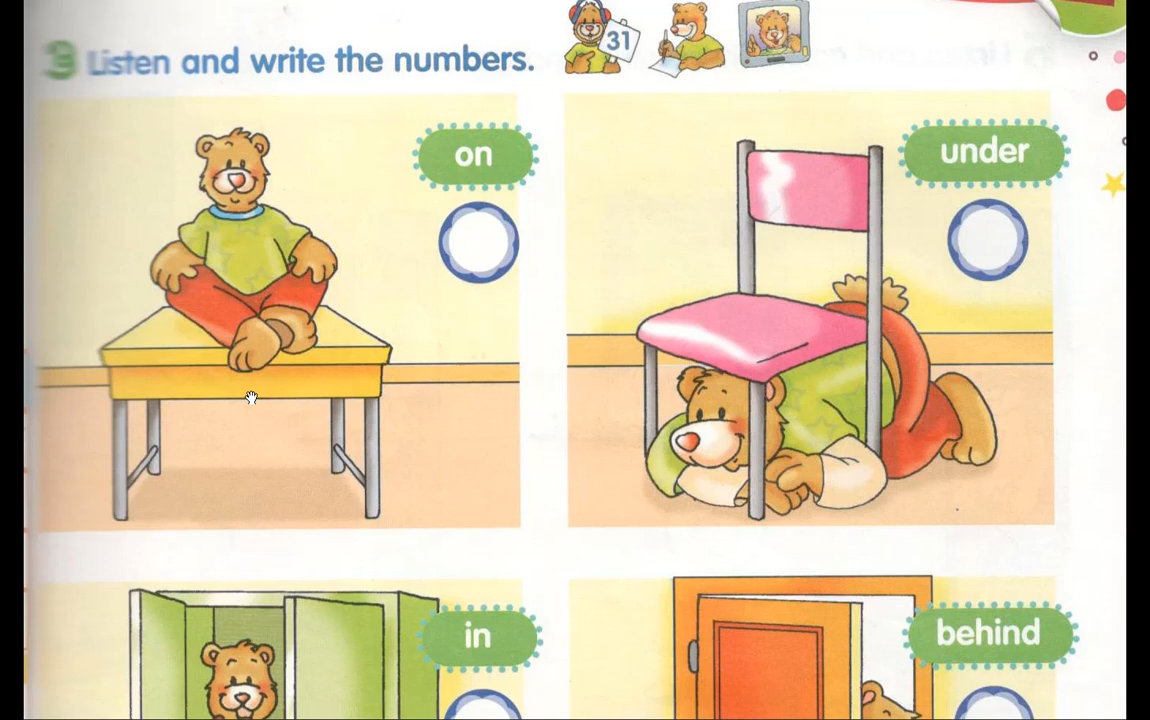 3 Listen and write the numbers.
31
on
under
in
behind